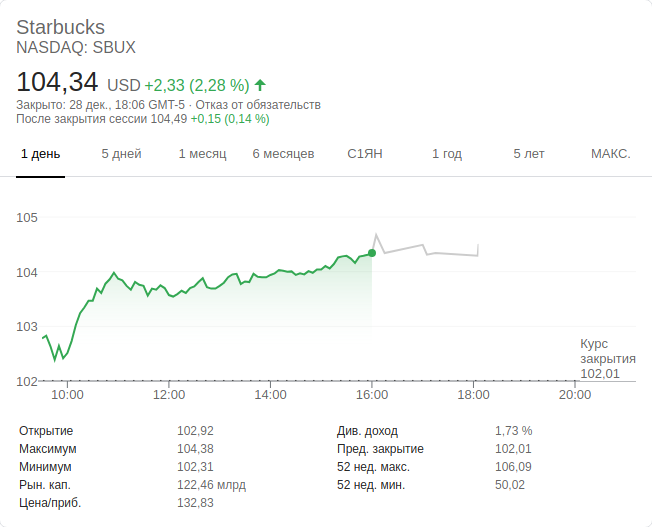 Starbucks
NASDAQ: SBUX
104,34 USD +2,33 (2,28 %)
Закрыто: 28 дек., 18:06 GMT-5 · Отказ от обязательств
После закрытия сессии 104,49 +0,15 (0,14 %)
1 день 5 дней 1 месяц 6 месяцев С1ЯН 1 год 5 лет МАКС.
105
104
103
102
Курс
закрытия
102,01
10:00 12:00 14:00 16:00 18:00 20:00
Открытие 102,92 Див. доход 1,73 %
Максимум 104,38 Пред. закрытие 102,01
Минимум 102,31 52 нед. макс. 106,09
Рын. кап. 122,46 млрд 52 нед. мин. 50,02
Цена/приб. 132,83